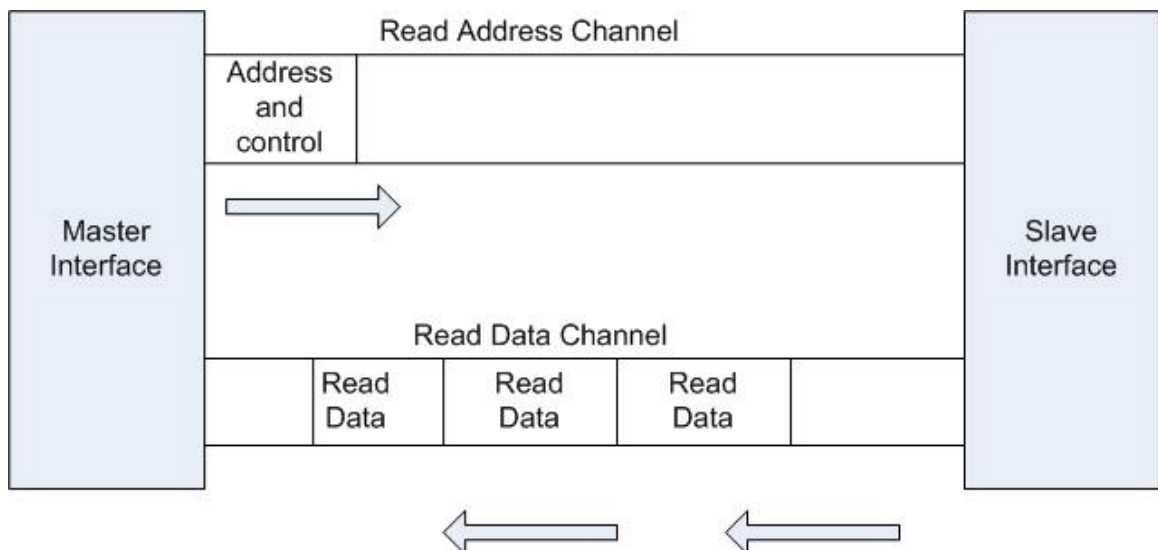 Read Address Channel
Address
and
control
Master
Interface
Slave
Interface
Read Data Channel
Read
Data
Read
Data
Read
Data